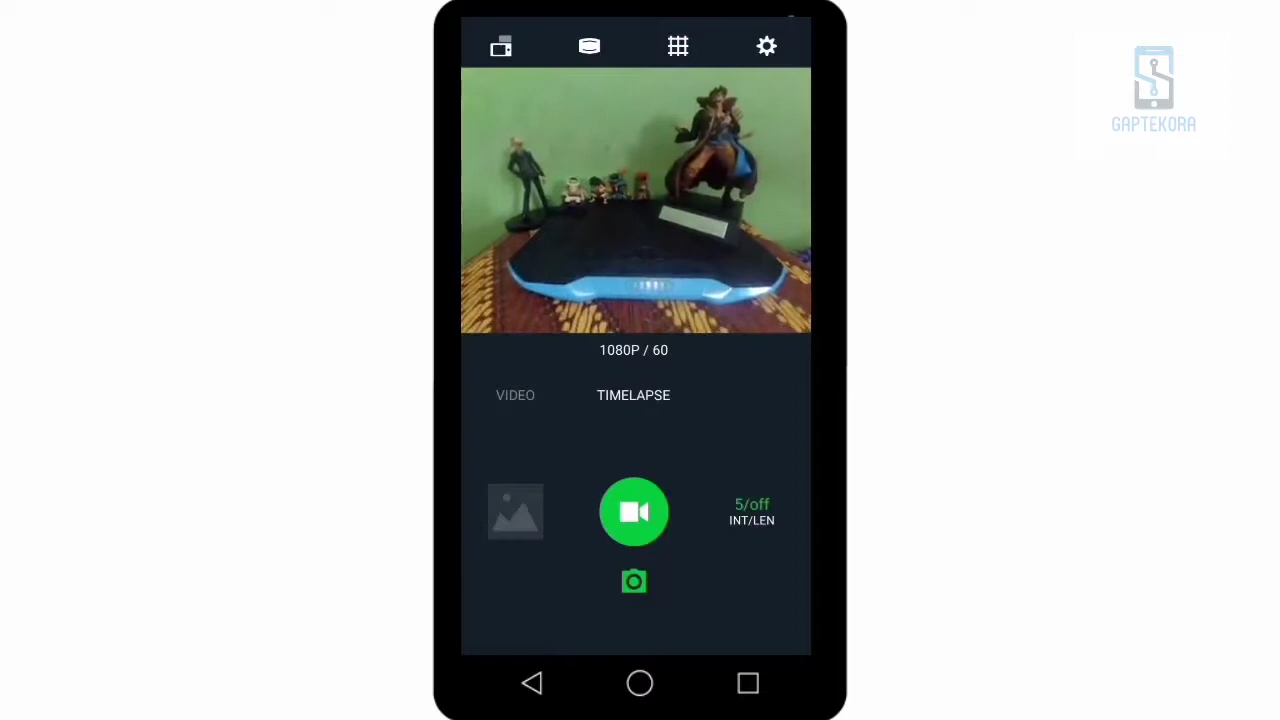 GAPTEKORA
1080P / 60
VIDEO
TIMELAPSE
5/off
INT/LEN